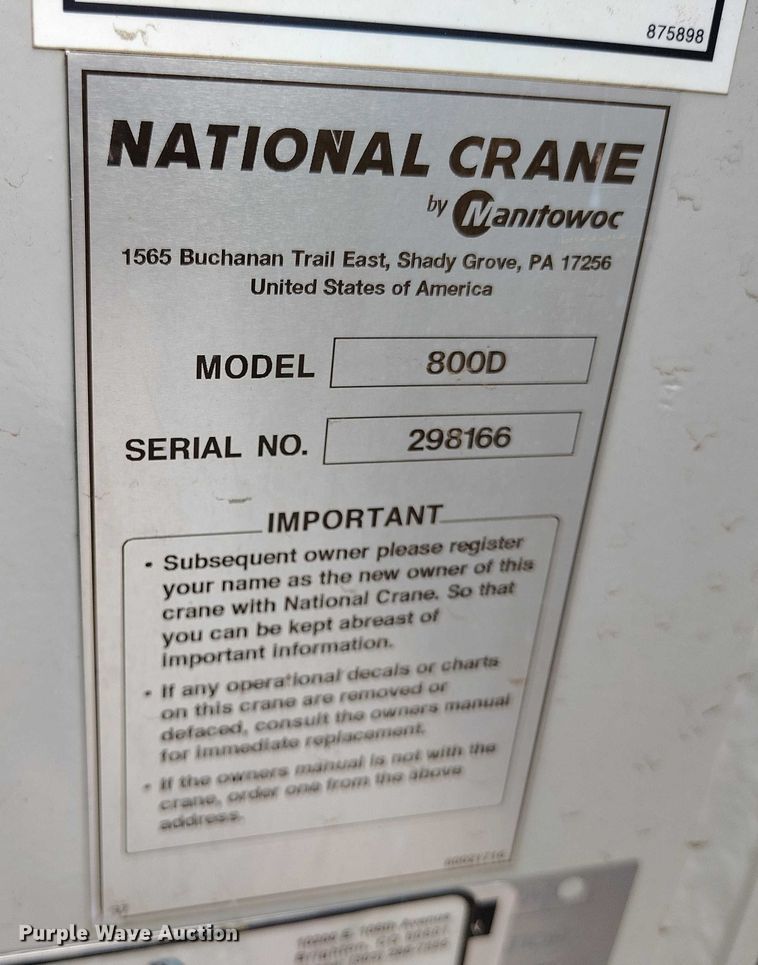 875898
NATIONAL CRANE
by Manitowoc
1565 Buchanan Trail East, Shady Grove, PA 17256
United States of America
MODEL 800D
SERIAL NO. 298166
IMPORTANT
• Subsequent owner please register
your name as the new owner of this
crane with National Crane. So that
you can be kept abreast of
important information.
• If any operational decals or charts
on this crane are removed or
defaced, consult the owners manual
for immediate replacement.
• If the owners manual is not with the
crane, order one from the above
address.
Purple Wave Auction